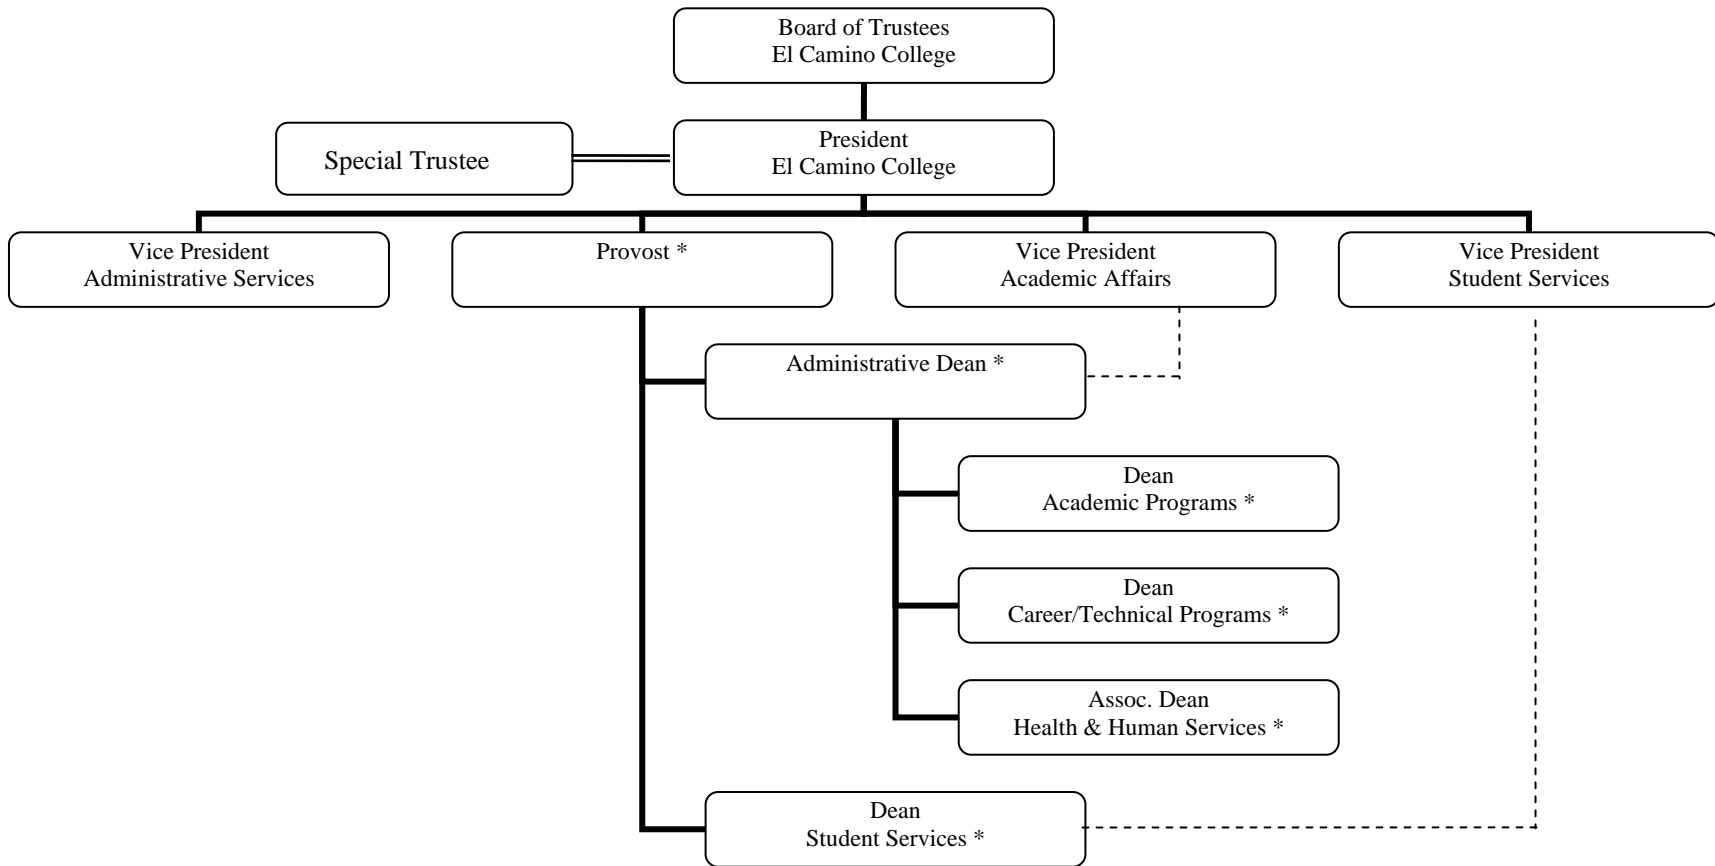 Board of Trustees
El Camino College
Special Trustee
President
El Camino College
Vice President
Administrative Services
Provost *
Vice President
Academic Affairs
Vice President
Student Services
Administrative Dean *
Dean
Academic Programs *
Dean
Career/Technical Programs *
Assoc. Dean
Health & Human Services *
Dean
Student Services *